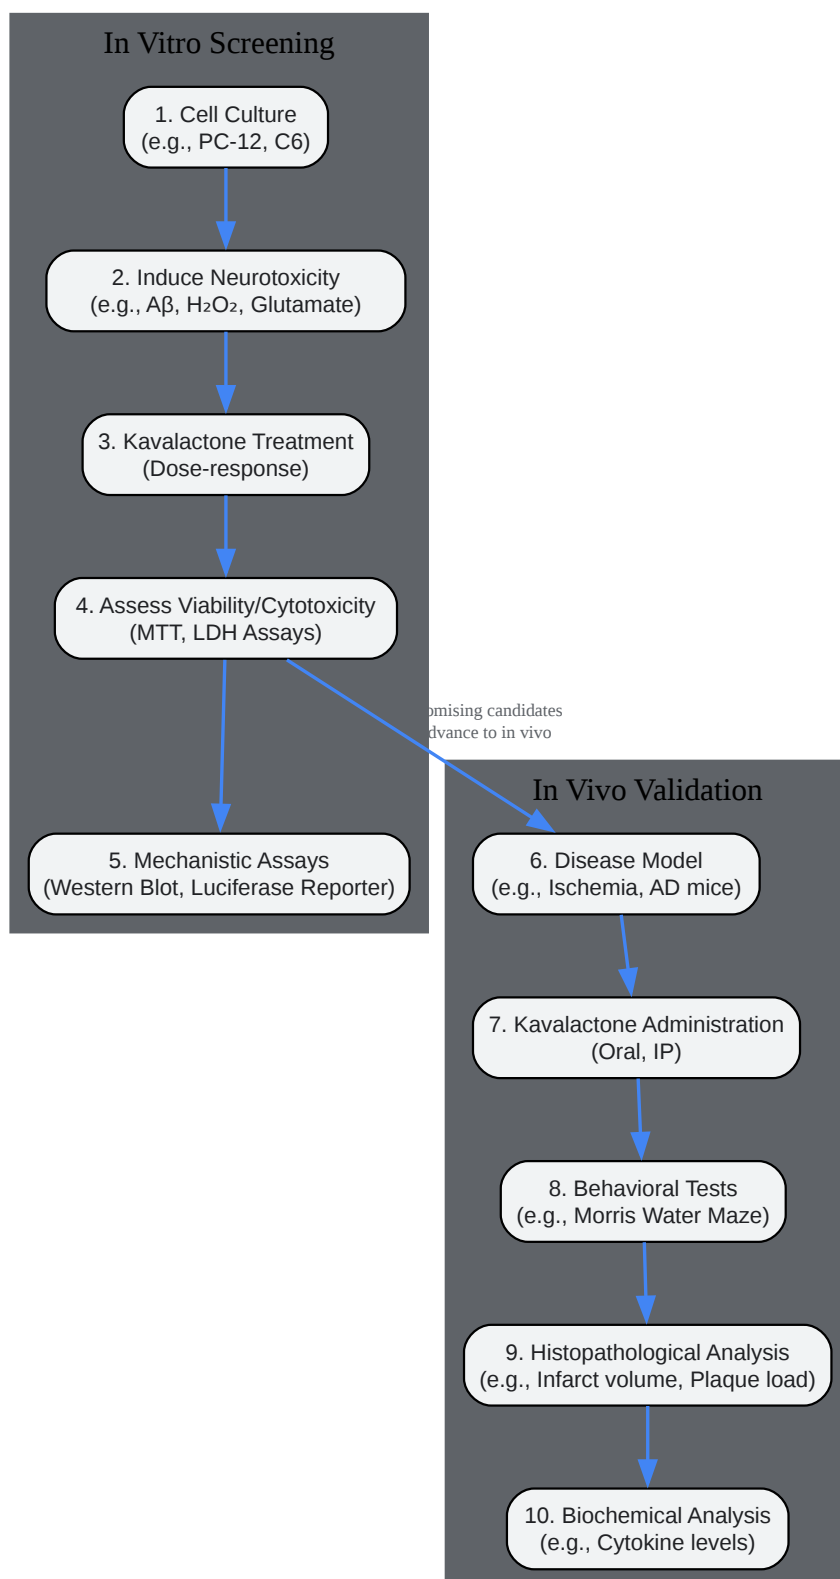 In Vitro Screening
1. Cell Culture
(e.g., PC-12, C6)
2. Induce Neurotoxicity
(e.g., Aβ, H₂O₂, Glutamate)
3. Kavalactone Treatment
(Dose-response)
4. Assess Viability/Cytotoxicity
(MTT, LDH Assays)
omising candidates
dvance to in vivo
5. Mechanistic Assays
(Western Blot, Luciferase Reporter)
In Vivo Validation
6. Disease Model
(e.g., Ischemia, AD mice)
7. Kavalactone Administration
(Oral, IP)
8. Behavioral Tests
(e.g., Morris Water Maze)
9. Histopathological Analysis
(e.g., Infarct volume, Plaque load)
10. Biochemical Analysis
(e.g., Cytokine levels)